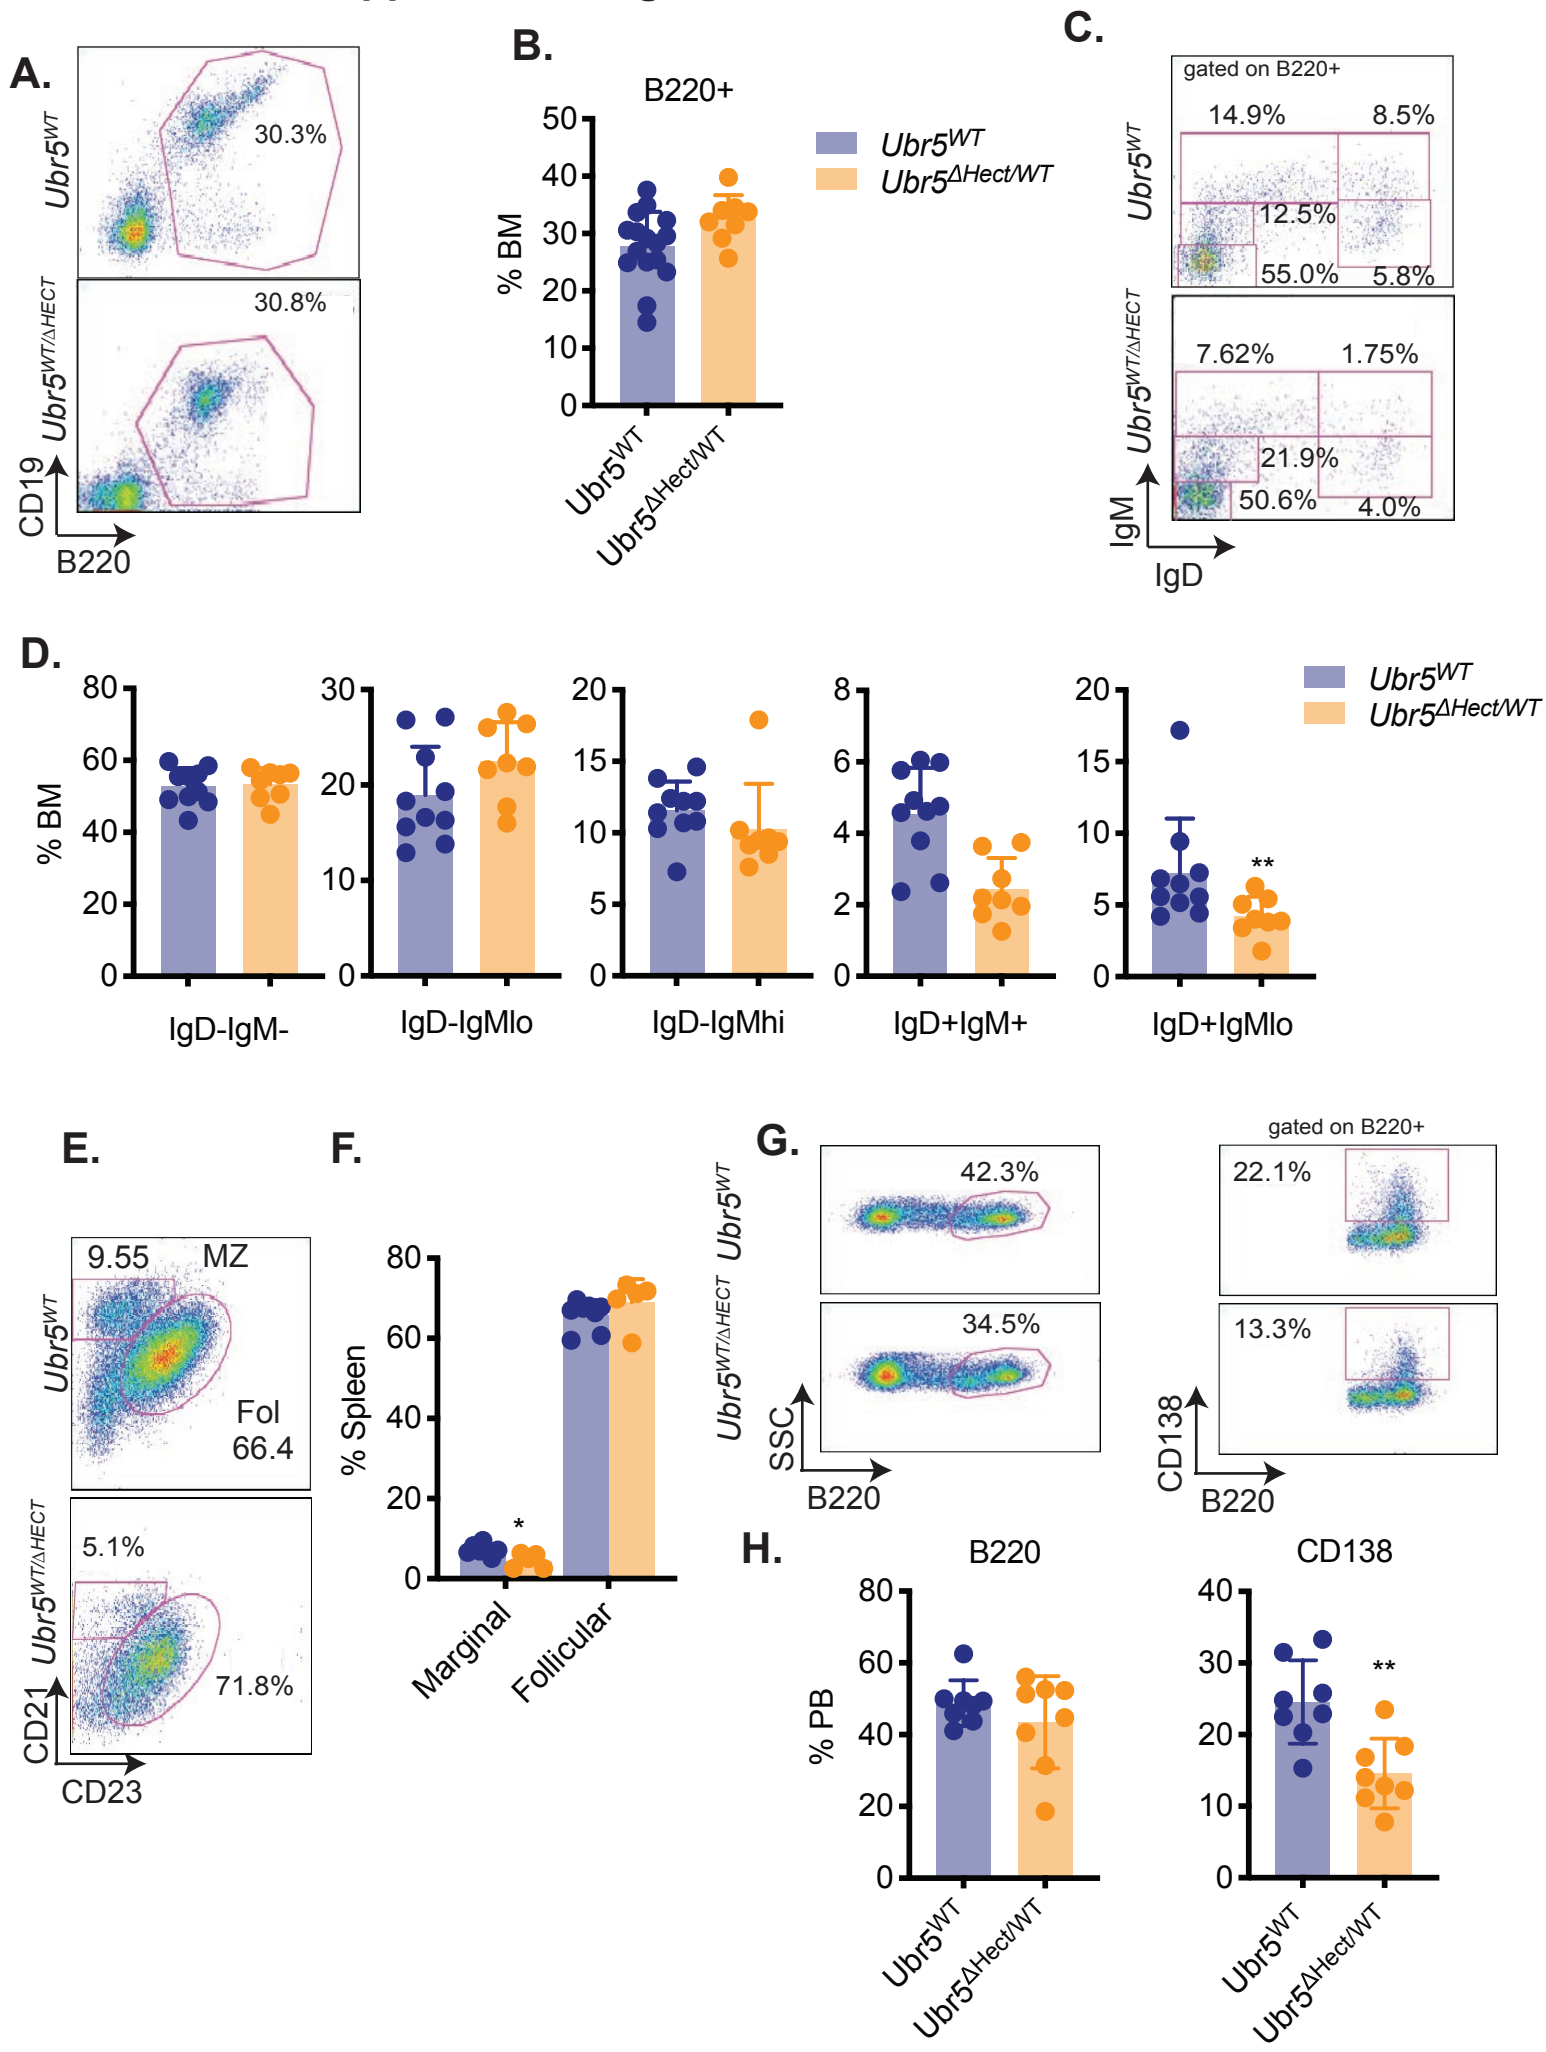 A.
Ubr5WT
30.3%
Ubr5WT/ΔHECT
30.8%
CD19
B220
B.
B220+
% BM
50
40
30
20
10
0
Ubr5WT
Ubr5ΔHect/WT
Ubr5WT
Ubr5ΔHect/WT
C.
gated on B220+
Ubr5WT
14.9%
8.5%
12.5%
55.0%
5.8%
Ubr5WT/ΔHECT
7.62%
1.75%
21.9%
50.6%
4.0%
IgM
IgD
D.
% BM
80
60
40
20
0
IgD-IgM-
30
20
10
0
IgD-IgMlo
20
15
10
5
0
IgD-IgMhi
8
6
4
2
0
IgD+IgM+
20
15
10
5
0
**
IgD+IgMlo
Ubr5WT
Ubr5ΔHect/WT
E.
Ubr5WT
9.55
MZ
Fol
66.4
Ubr5WT/ΔHECT
5.1%
71.8%
CD21
CD23
F.
% Spleen
80
60
40
20
0
*
Marginal
Follicular
G.
Ubr5WT
42.3%
Ubr5WT/ΔHECT
34.5%
SSC
B220
gated on B220+
22.1%
13.3%
CD138
B220
H.
B220
% PB
80
60
40
20
0
Ubr5WT
Ubr5ΔHect/WT
CD138
40
30
20
10
0
**
Ubr5WT
Ubr5ΔHect/WT